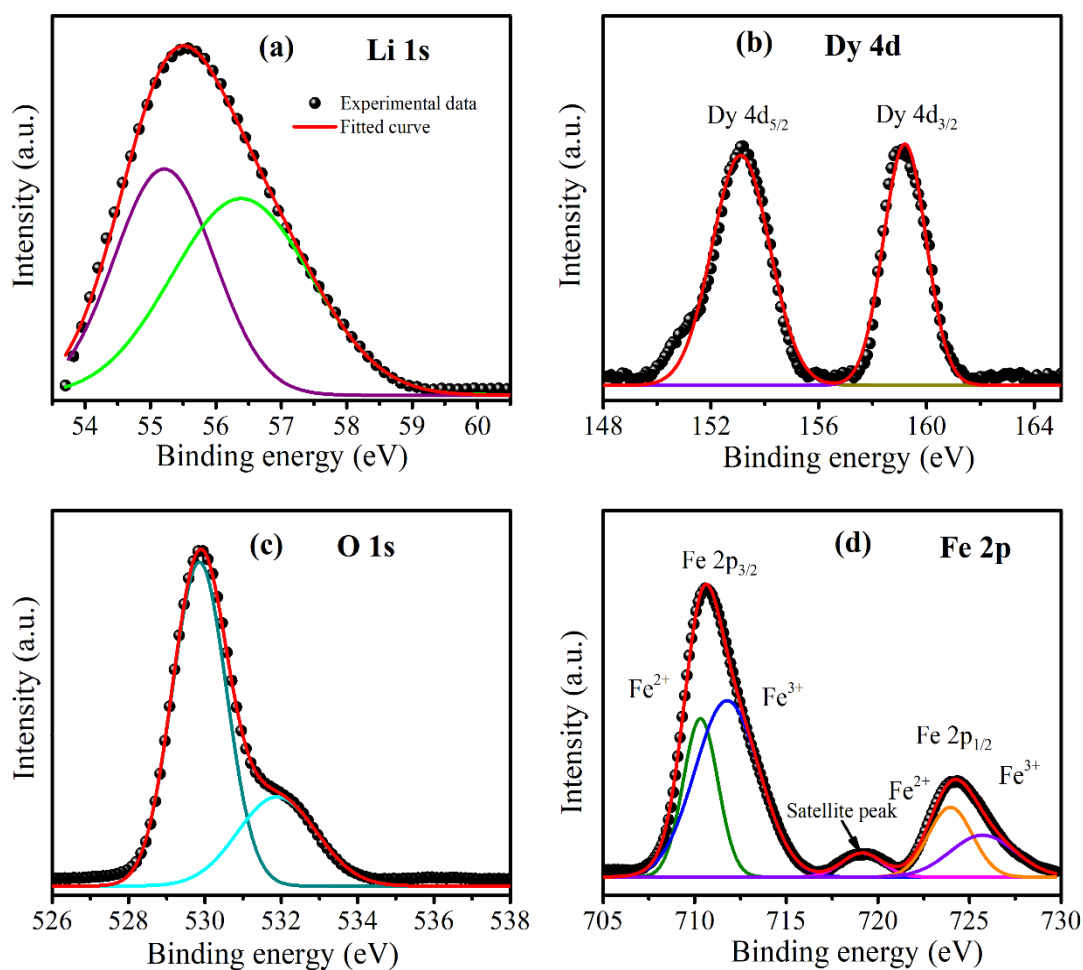 (a) Li 1s
Experimental data
Fitted curve
Intensity (a.u.)
54 55 56 57 58 59 60
Binding energy (eV)
(b) Dy 4d
Dy 4d5/2 Dy 4d3/2
Intensity (a.u.)
148 152 156 160 164
Binding energy (eV)
(c) O 1s
Intensity (a.u.)
526 528 530 532 534 536 538
Binding energy (eV)
(d) Fe 2p
Fe 2p3/2
Fe2+ Fe3+
Fe 2p1/2
Fe2+ Fe3+
Satellite peak
Intensity (a.u.)
705 710 715 720 725 730
Binding energy (eV)